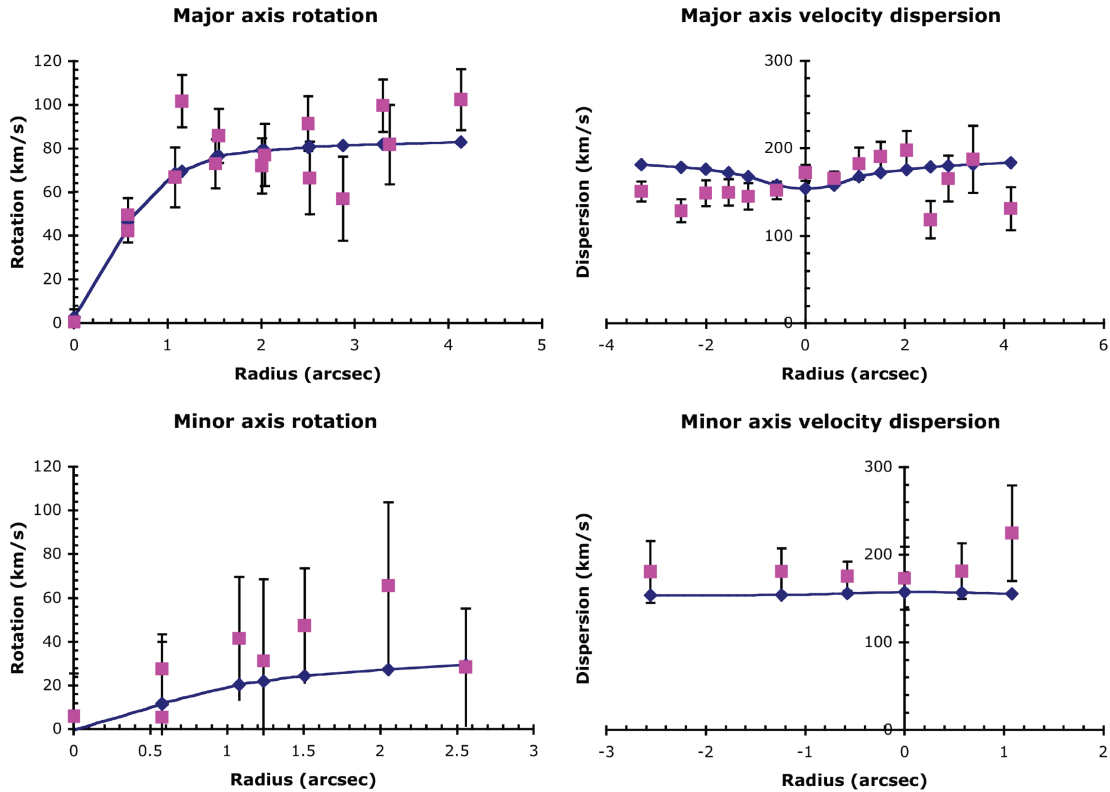 Major axis rotation
Major axis velocity dispersion
120
100
80
60
40
20
0
Rotation (km/s)
0 1 2 3 4 5
Radius (arcsec)
300
200
100
0
Dispersion (km/s)
-4 -2 0 2 4 6
Radius (arcsec)
Minor axis rotation
Minor axis velocity dispersion
120
100
80
60
40
20
0
Rotation (km/s)
0 0.5 1 1.5 2 2.5 3
Radius (arcsec)
300
200
100
0
Dispersion (km/s)
-3 -2 -1 0 1 2
Radius (arcsec)